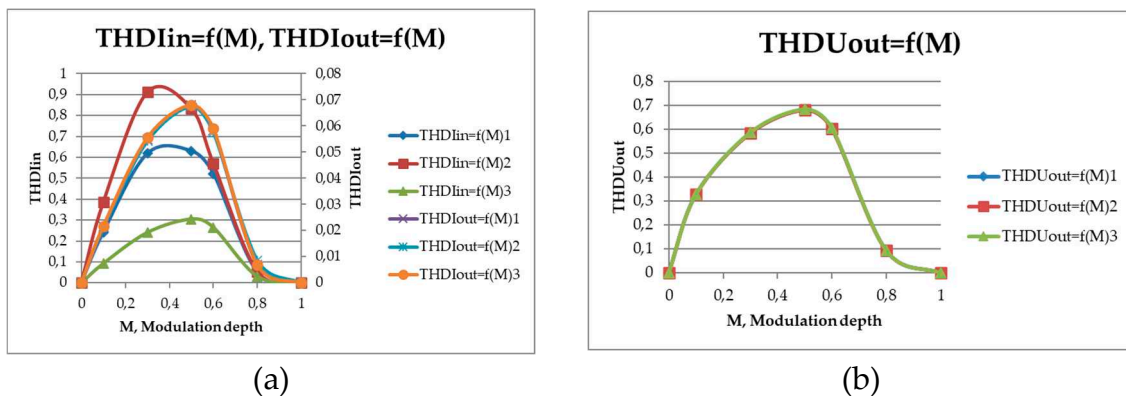 THDIin=f(M), THDIout=f(M)
THDIin
1
0,9
0,8
0,7
0,6
0,5
0,4
0,3
0,2
0,1
0
0,08
0,07
0,06
0,05
0,04
0,03
0,02
0,01
0
THDIout
0 0,2 0,4 0,6 0,8 1
M, Modulation depth
THDIin=f(M)1
THDIin=f(M)2
THDIin=f(M)3
THDIout=f(M)1
THDIout=f(M)2
THDIout=f(M)3
(a)
THDUout=f(M)
THDUout
0,8
0,7
0,6
0,5
0,4
0,3
0,2
0,1
0
0 0,2 0,4 0,6 0,8 1
M, Modulation depth
THDUout=f(M)1
THDUout=f(M)2
THDUout=f(M)3
(b)